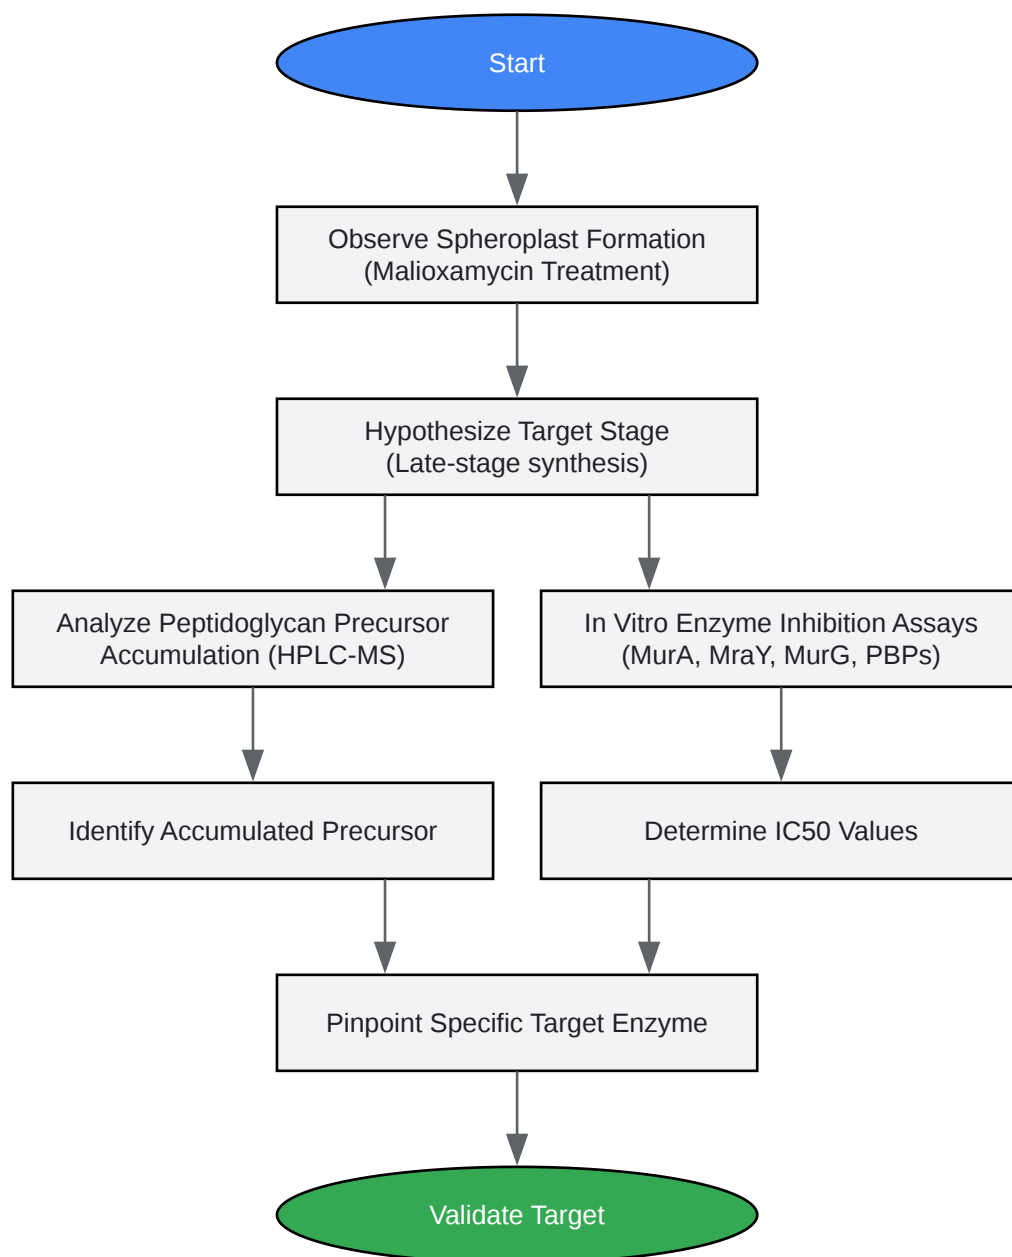 Start
Observe Spheroplast Formation
(Malioxamycin Treatment)
Hypothesize Target Stage
(Late-stage synthesis)
Analyze Peptidoglycan Precursor
Accumulation (HPLC-MS)
In Vitro Enzyme Inhibition Assays
(MurA, MraY, MurG, PBPs)
Identify Accumulated Precursor
Determine IC50 Values
Pinpoint Specific Target Enzyme
Validate Target